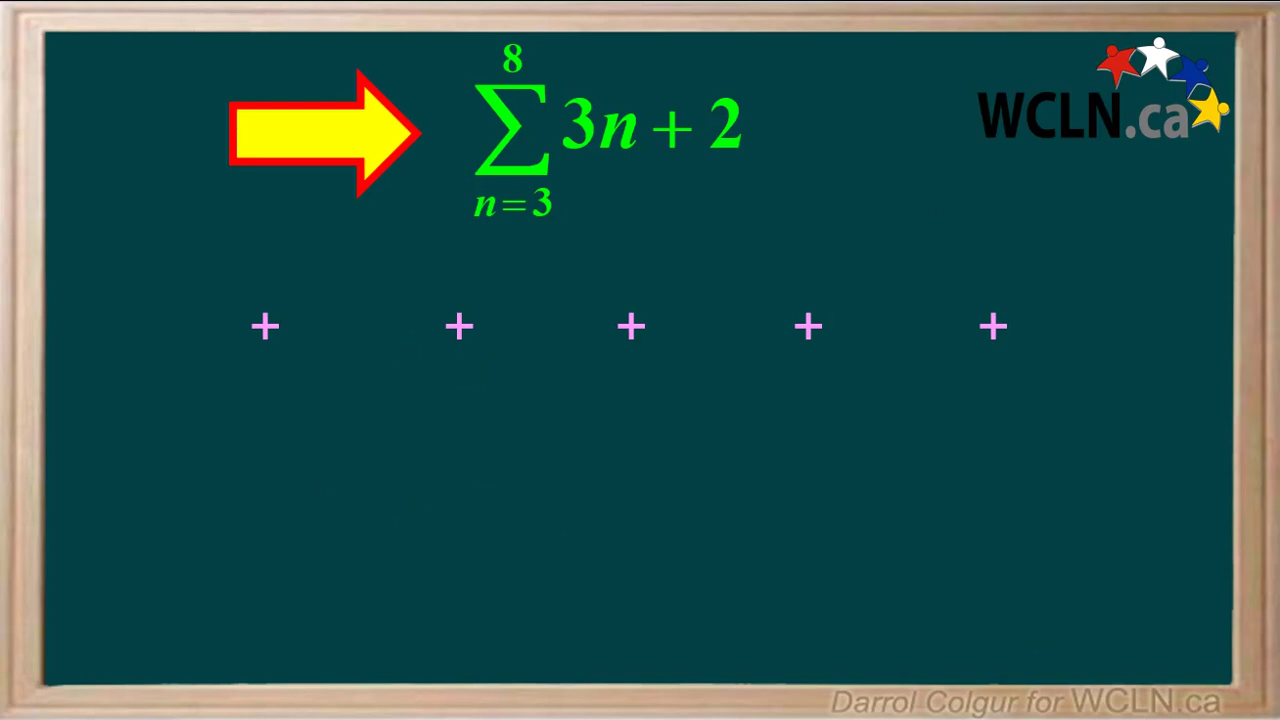 8
∑ 3n + 2
n = 3
WCLN.ca
+ + + + +
Darrol Colgur for WCLN.ca